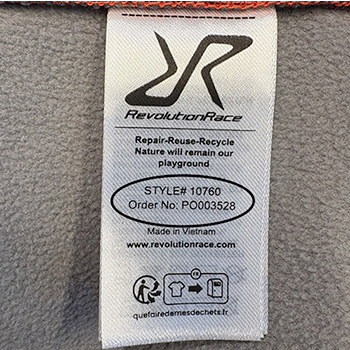 RevolutionRace
Repair-Reuse-Recycle
Nature will remain our
playground
STYLE# 10760
Order No: PO003528
Made in Vietnam
www.revolutionrace.com
FR
quefairedemesdechets.fr